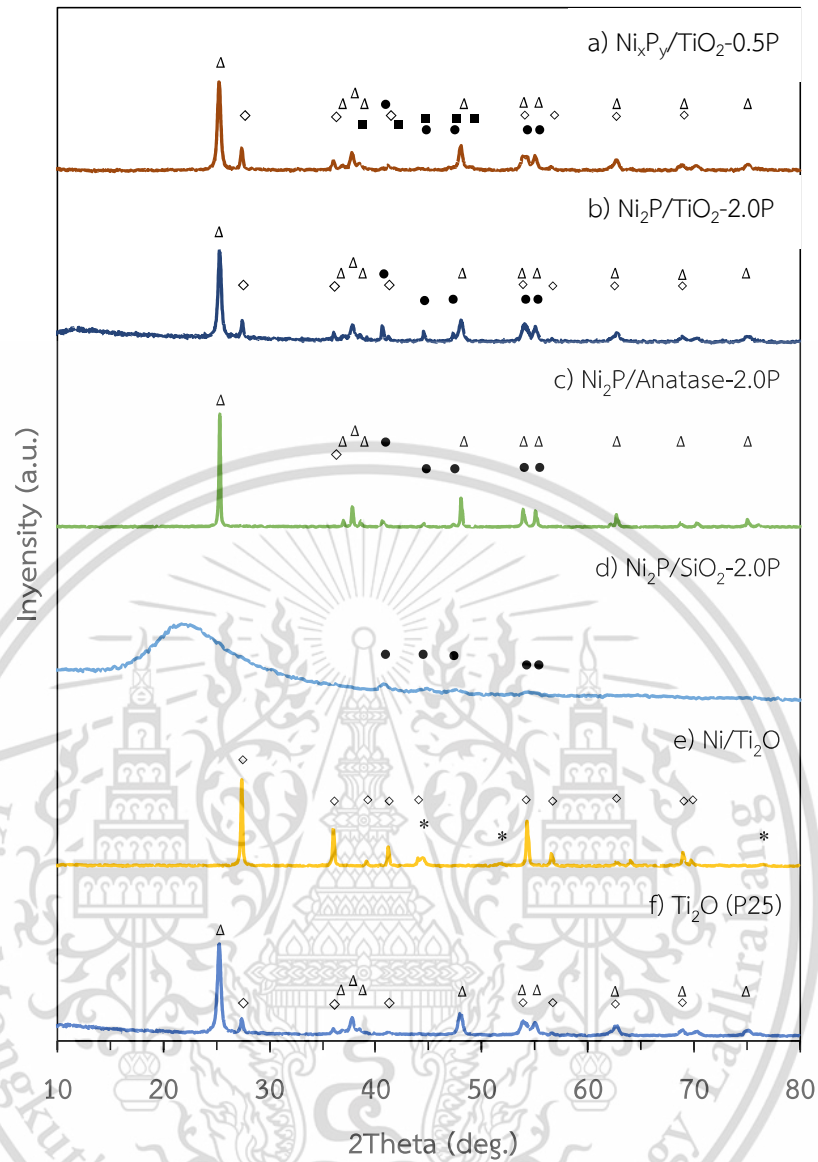 a) NiₓPᵧ/TiO₂-0.5P
b) Ni₂P/TiO₂-2.0P
c) Ni₂P/Anatase-2.0P
d) Ni₂P/SiO₂-2.0P
e) Ni/Ti₂O
f) Ti₂O (P25)
Inyensity (a.u.)
10 20 30 40 50 60 70 80
2Theta (deg.)